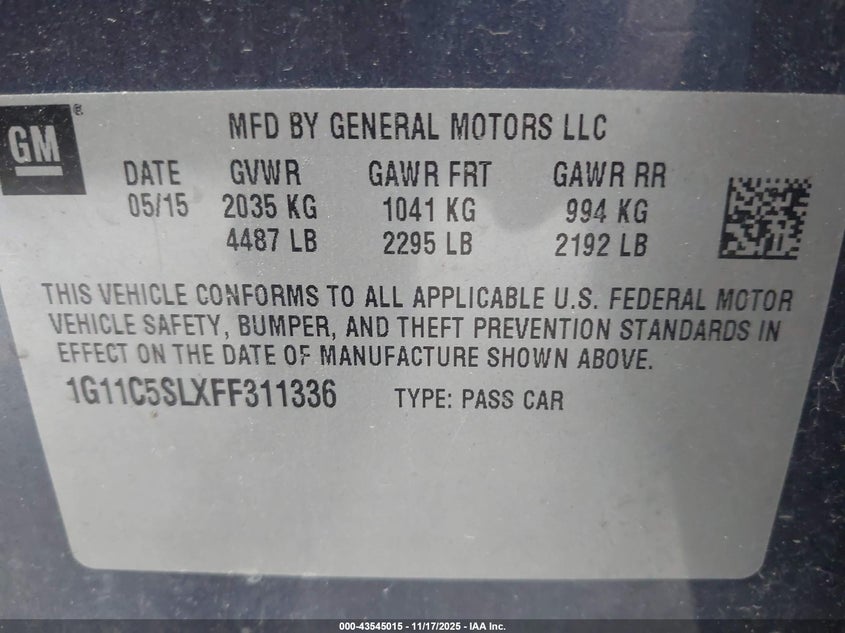 GM®
MFD BY GENERAL MOTORS LLC
DATE GVWR GAWR FRT GAWR RR
05/15 2035 KG 1041 KG 994 KG
4487 LB 2295 LB 2192 LB
THIS VEHICLE CONFORMS TO ALL APPLICABLE U.S. FEDERAL MOTOR
VEHICLE SAFETY, BUMPER, AND THEFT PREVENTION STANDARDS IN
EFFECT ON THE DATE OF MANUFACTURE SHOWN ABOVE.
1G11C5SLXFF311336 TYPE: PASS CAR
000-43545015 - 11/17/2025 - IAA Inc.